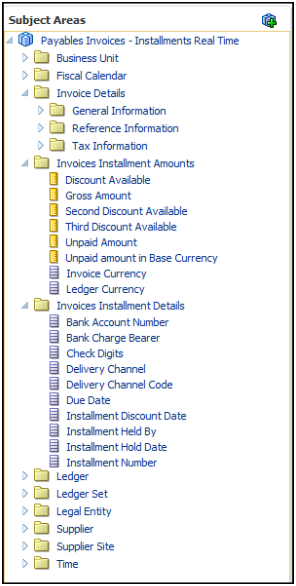 Subject Areas
Payables Invoices - Installments Real Time
Business Unit
Fiscal Calendar
Invoice Details
General Information
Reference Information
Tax Information
Invoices Installment Amounts
Discount Available
Gross Amount
Second Discount Available
Third Discount Available
Unpaid Amount
Unpaid amount in Base Currency
Invoice Currency
Ledger Currency
Invoices Installment Details
Bank Account Number
Bank Charge Bearer
Check Digits
Delivery Channel
Delivery Channel Code
Due Date
Installment Discount Date
Installment Held By
Installment Hold Date
Installment Number
Ledger
Ledger Set
Legal Entity
Supplier
Supplier Site
Time